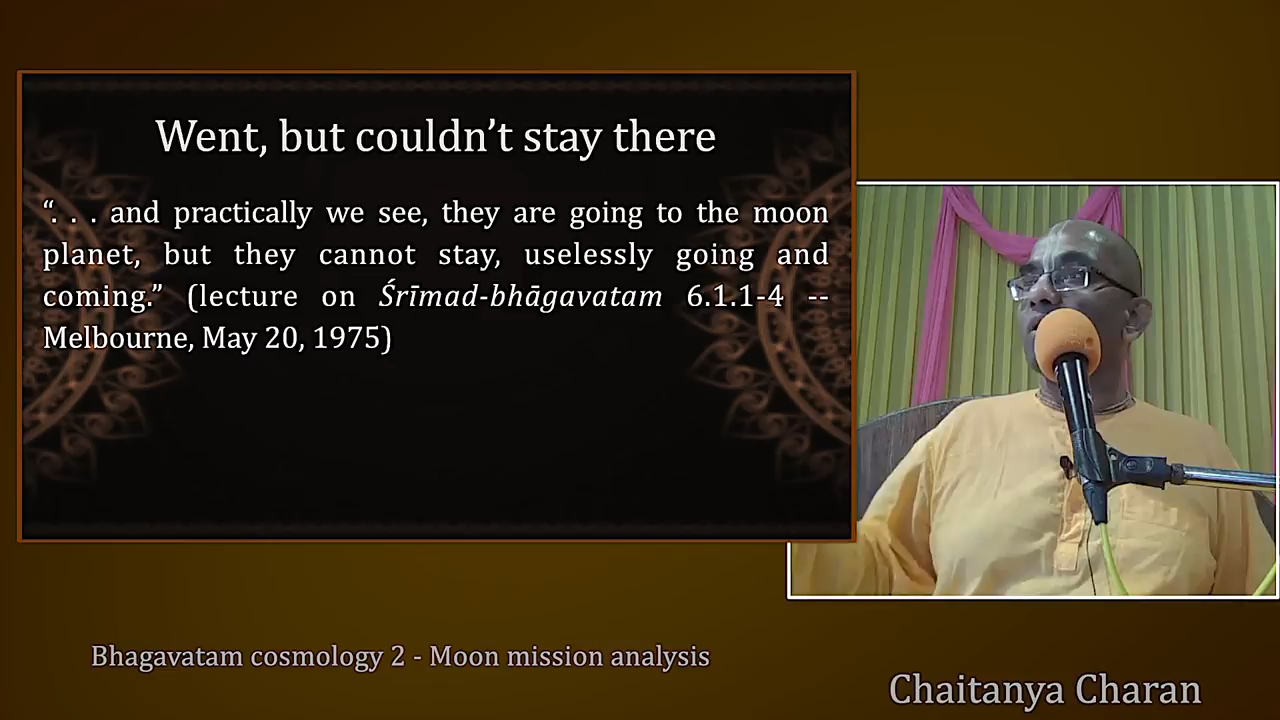 Went, but couldn’t stay there
“. . . and practically we see, they are going to the moon
planet, but they cannot stay, uselessly going and
coming.” (lecture on Śrīmad-bhāgavatam 6.1.1-4 --
Melbourne, May 20, 1975)
Bhagavatam cosmology 2 - Moon mission analysis
Chaitanya Charan